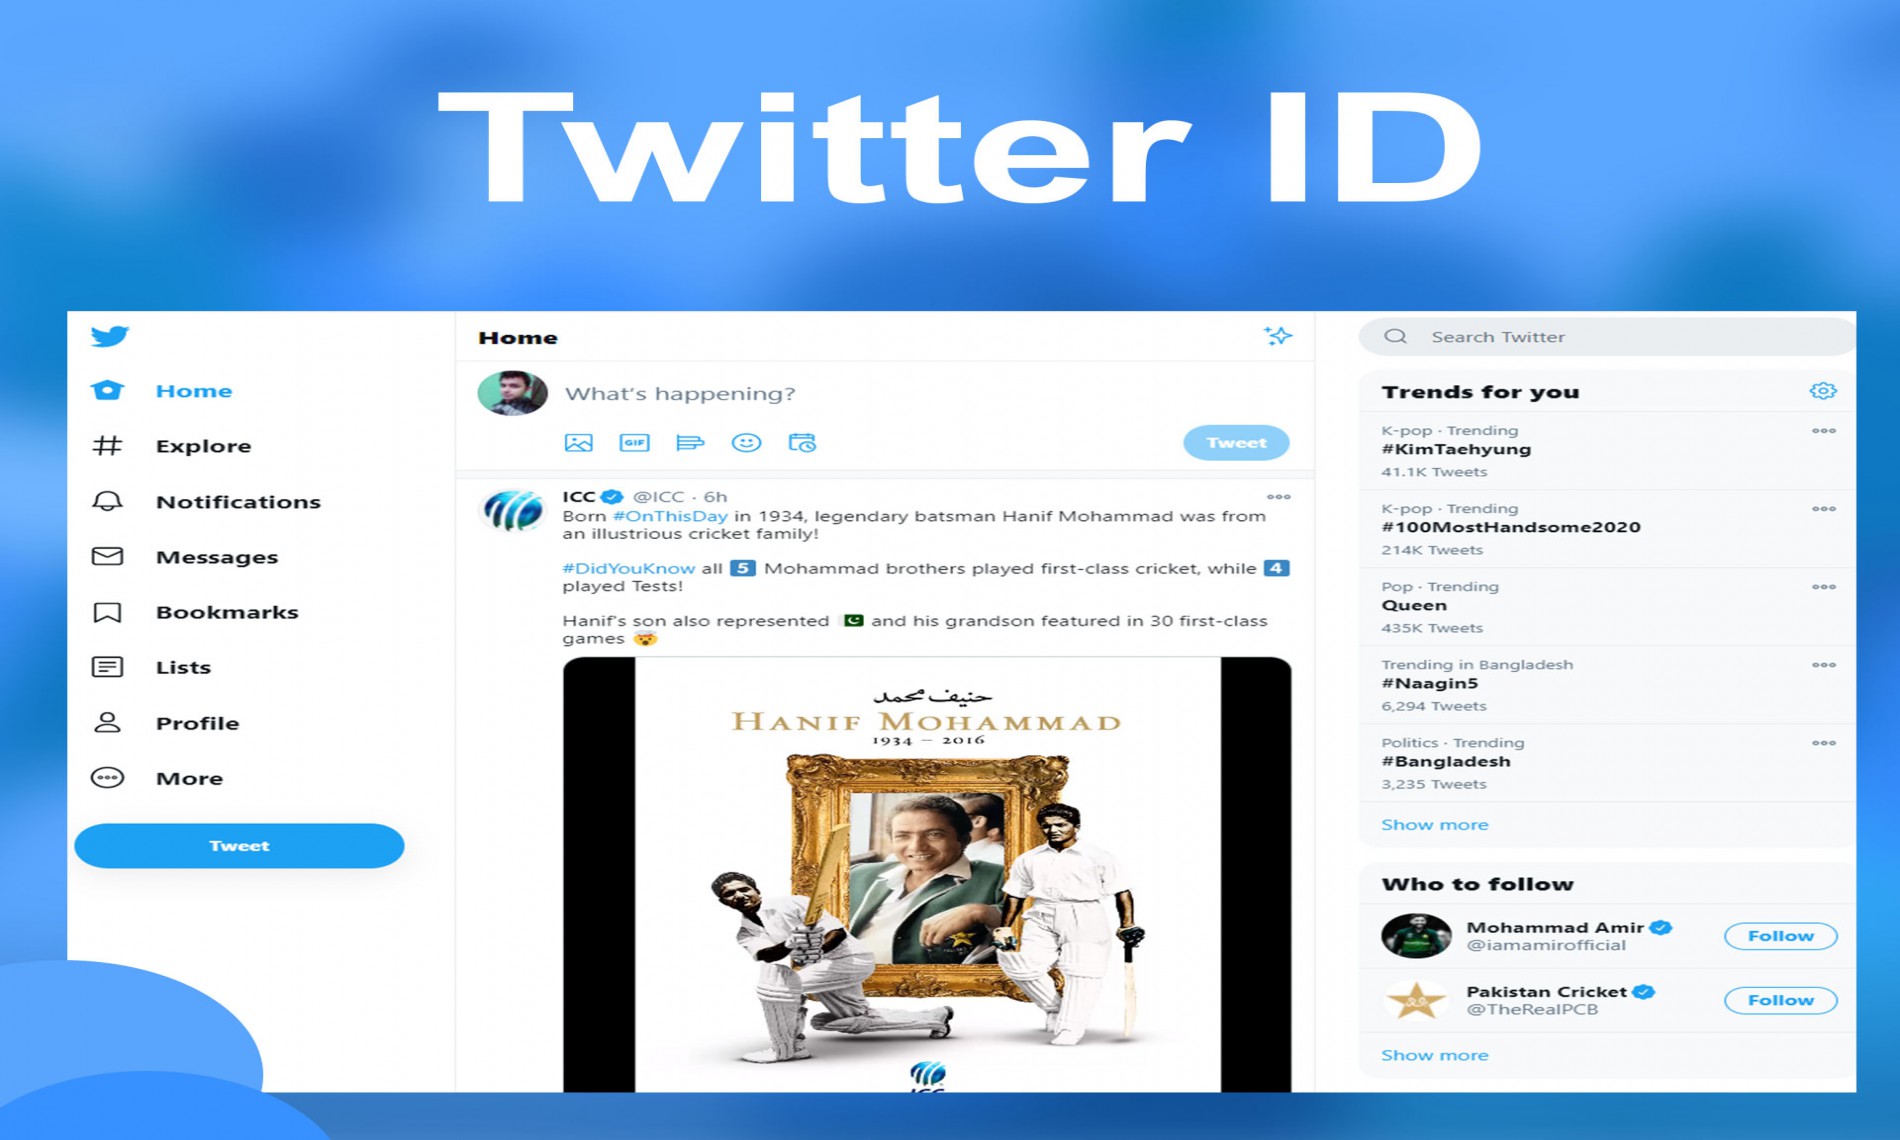 Twitter ID
Home
Explore
Notifications
Messages
Bookmarks
Lists
Profile
More
Tweet
Home
What's happening?
GIF
Tweet
ICC @ICC · 6h
Born #OnThisDay in 1934, legendary batsman Hanif Mohammad was from
an illustrious cricket family!
#DidYouKnow all 5 Mohammad brothers played first-class cricket, while 4
played Tests!
Hanif's son also represented 🇵🇰 and his grandson featured in 30 first-class
games 🤯
حنیف محمد
HANIF MOHAMMAD
1934 – 2016
ICC
Search Twitter
Trends for you
K-pop · Trending
#KimTaehyung
41.1K Tweets
K-pop · Trending
#100MostHandsome2020
214K Tweets
Pop · Trending
Queen
435K Tweets
Trending in Bangladesh
#Naagin5
6,294 Tweets
Politics · Trending
#Bangladesh
3,235 Tweets
Show more
Who to follow
Mohammad Amir
@iamamirofficial
Follow
Pakistan Cricket
@TheRealPCB
Follow
Show more